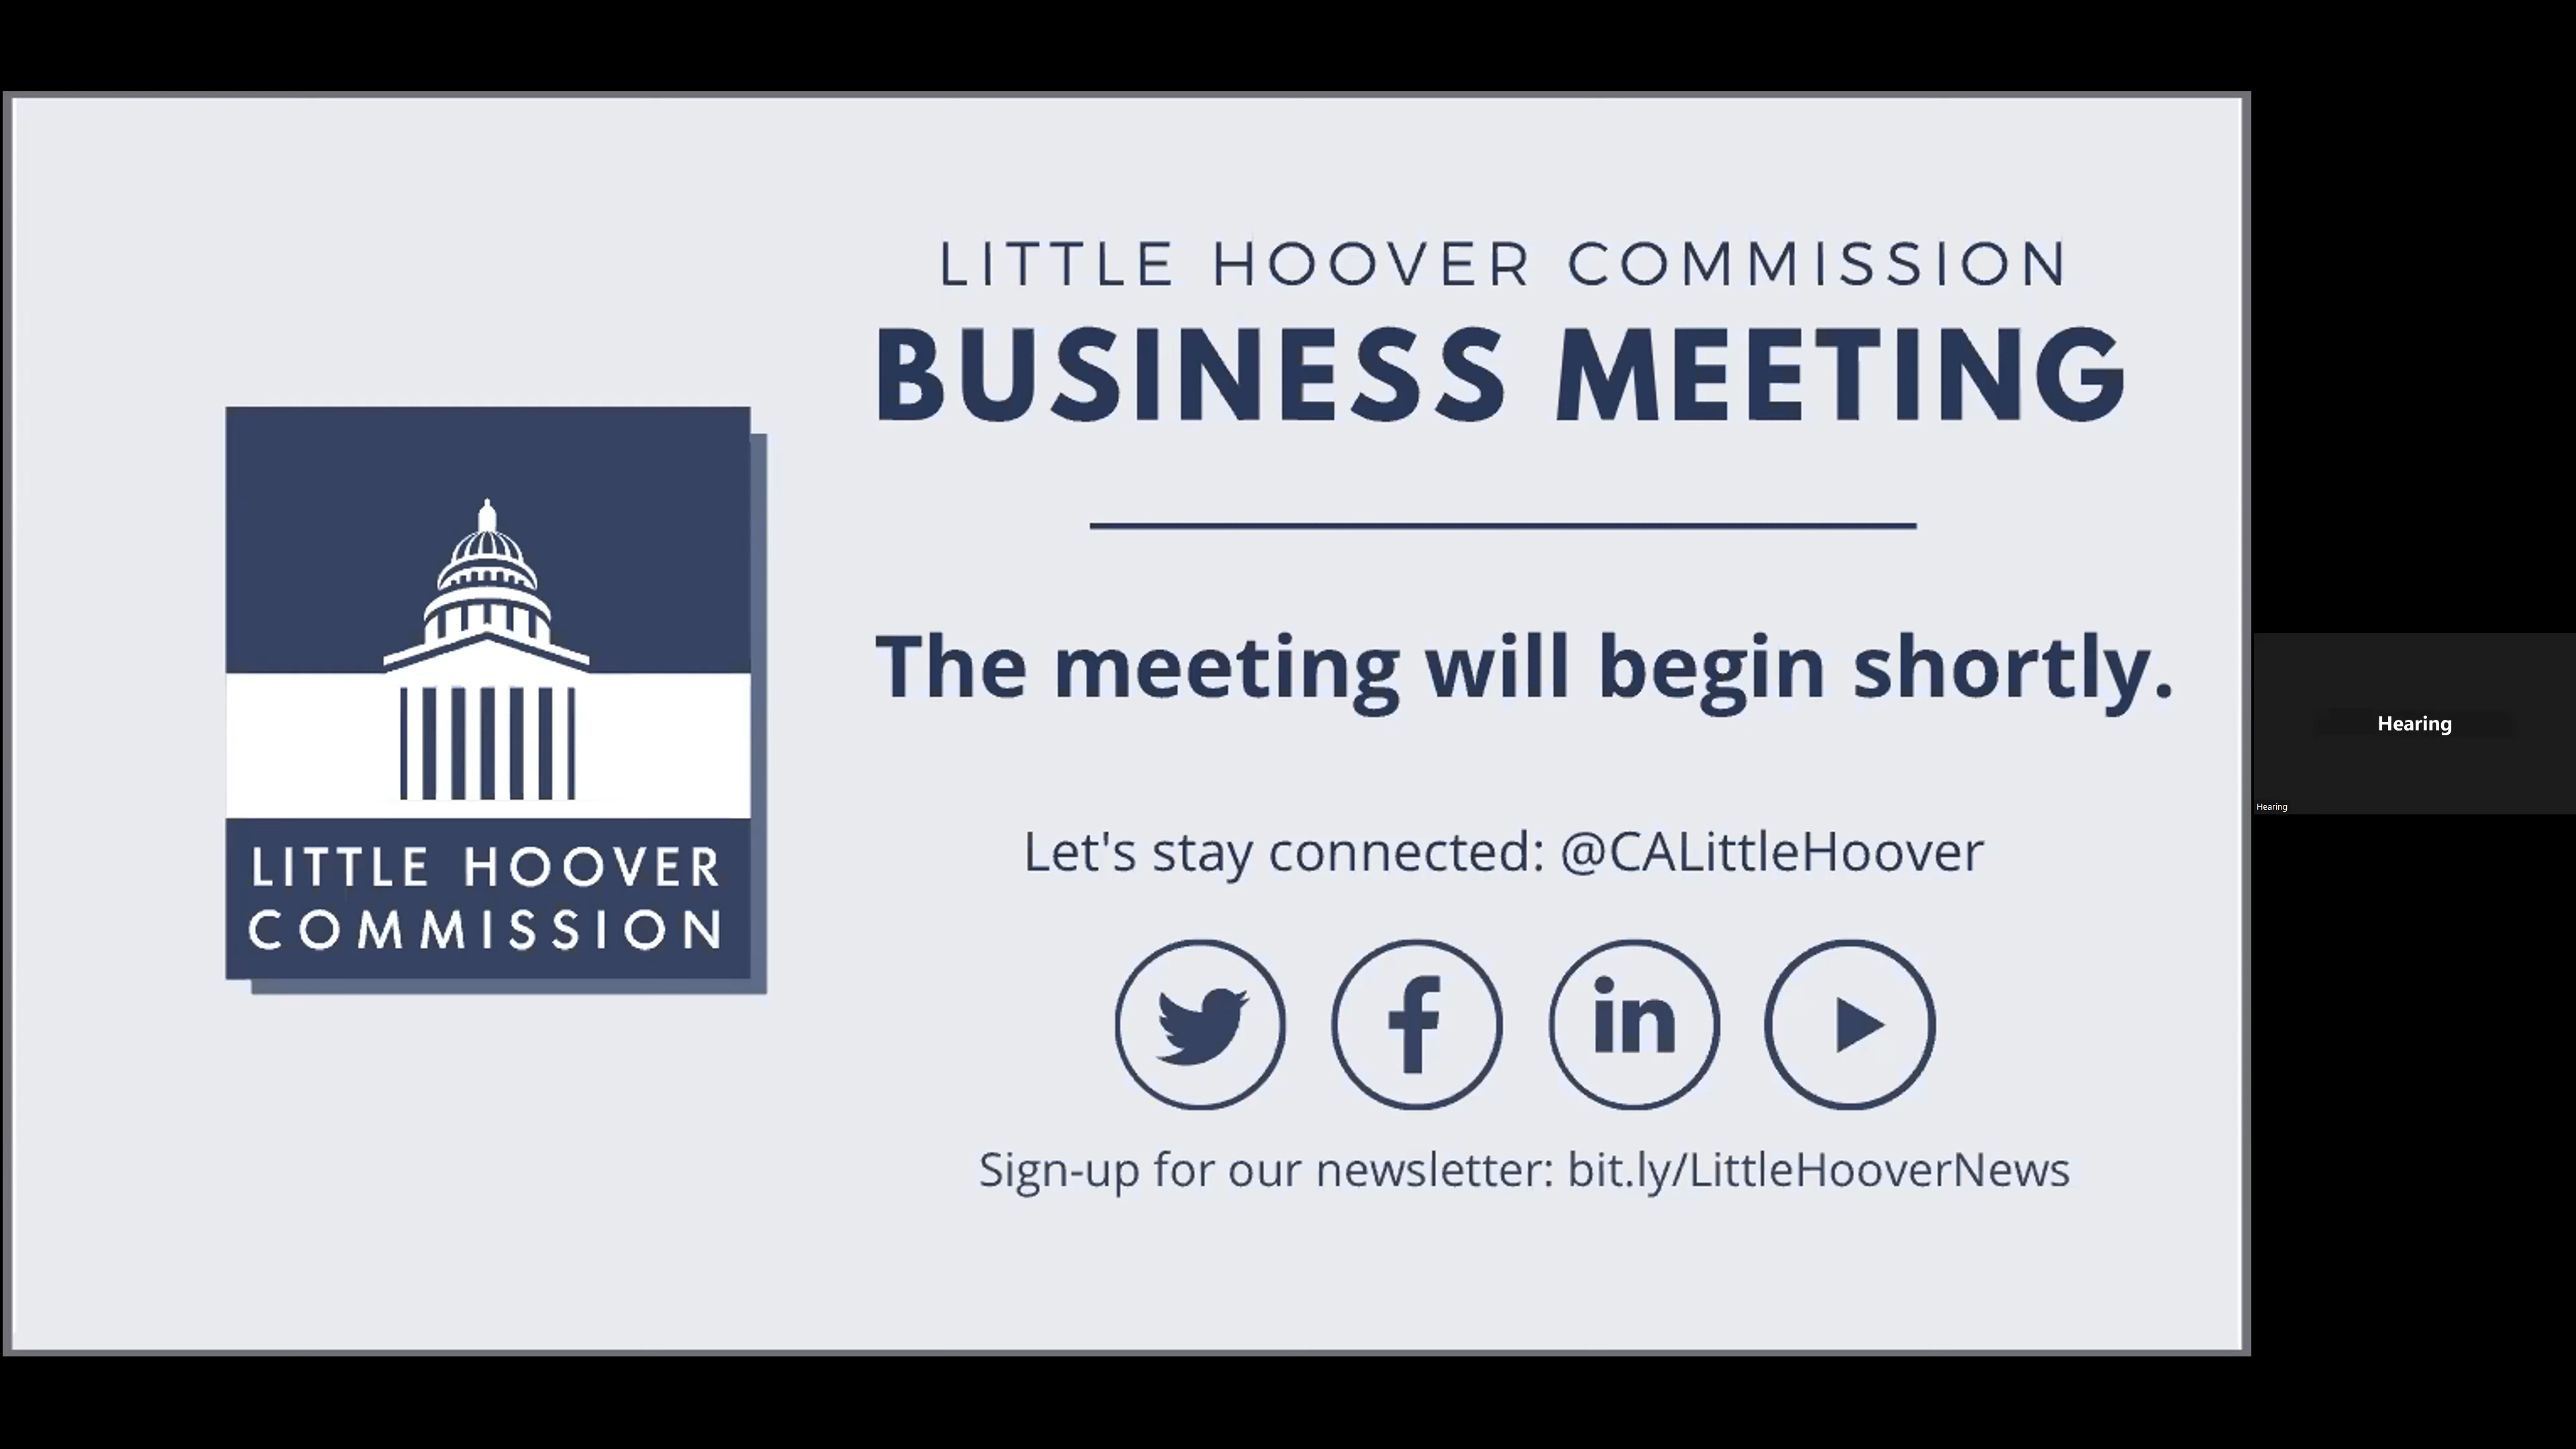 LITTLE HOOVER COMMISSION
BUSINESS MEETING
The meeting will begin shortly.
Let's stay connected: @CALittleHoover
f
in
Sign-up for our newsletter: bit.ly/LittleHooverNews
LITTLE HOOVER
COMMISSION
Hearing
Hearing